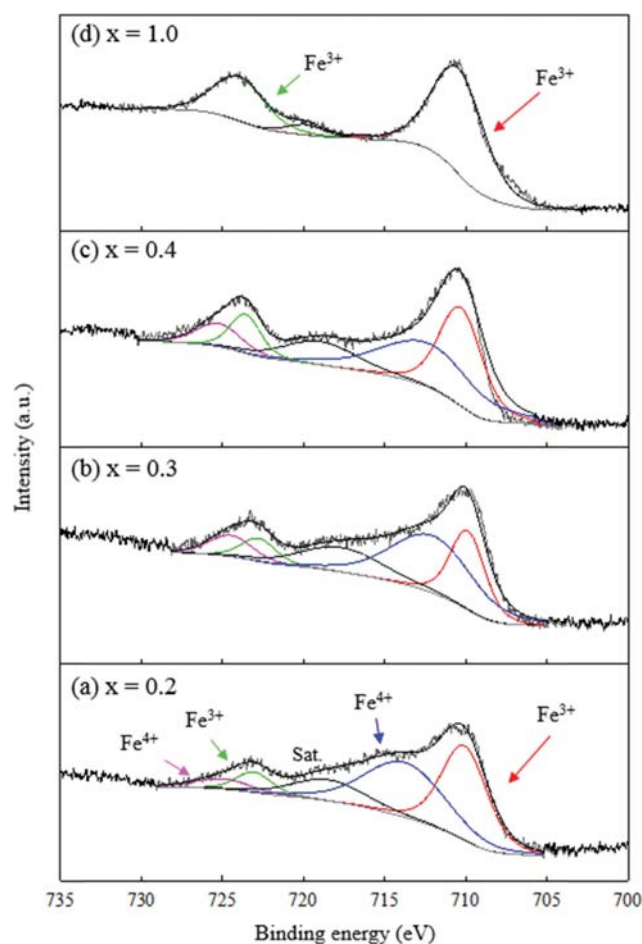 (d) x = 1.0
Fe³⁺
Fe³⁺
(c) x = 0.4
(b) x = 0.3
(a) x = 0.2
Fe⁴⁺
Fe³⁺
Fe³⁺
Fe⁴⁺
Sat.
Intensity (a.u.)
735 730 725 720 715 710 705 700
Binding energy (eV)